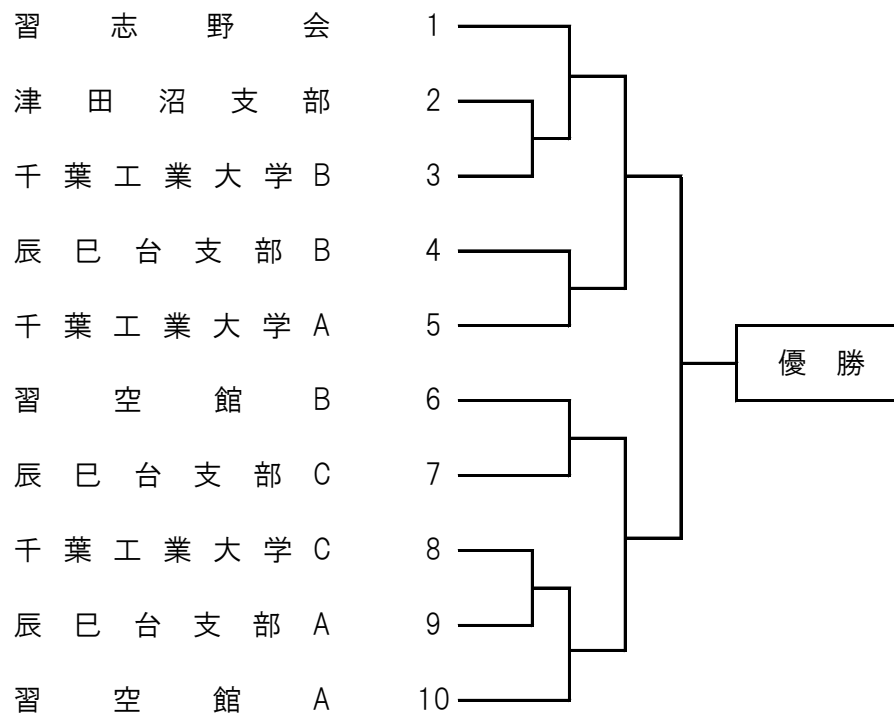 習志野会 1
津田沼支部 2
千葉工業大学B 3
辰巳台支部B 4
千葉工業大学A 5
優勝
習空館B 6
辰巳台支部C 7
千葉工業大学C 8
辰巳台支部A 9
習空館A 10